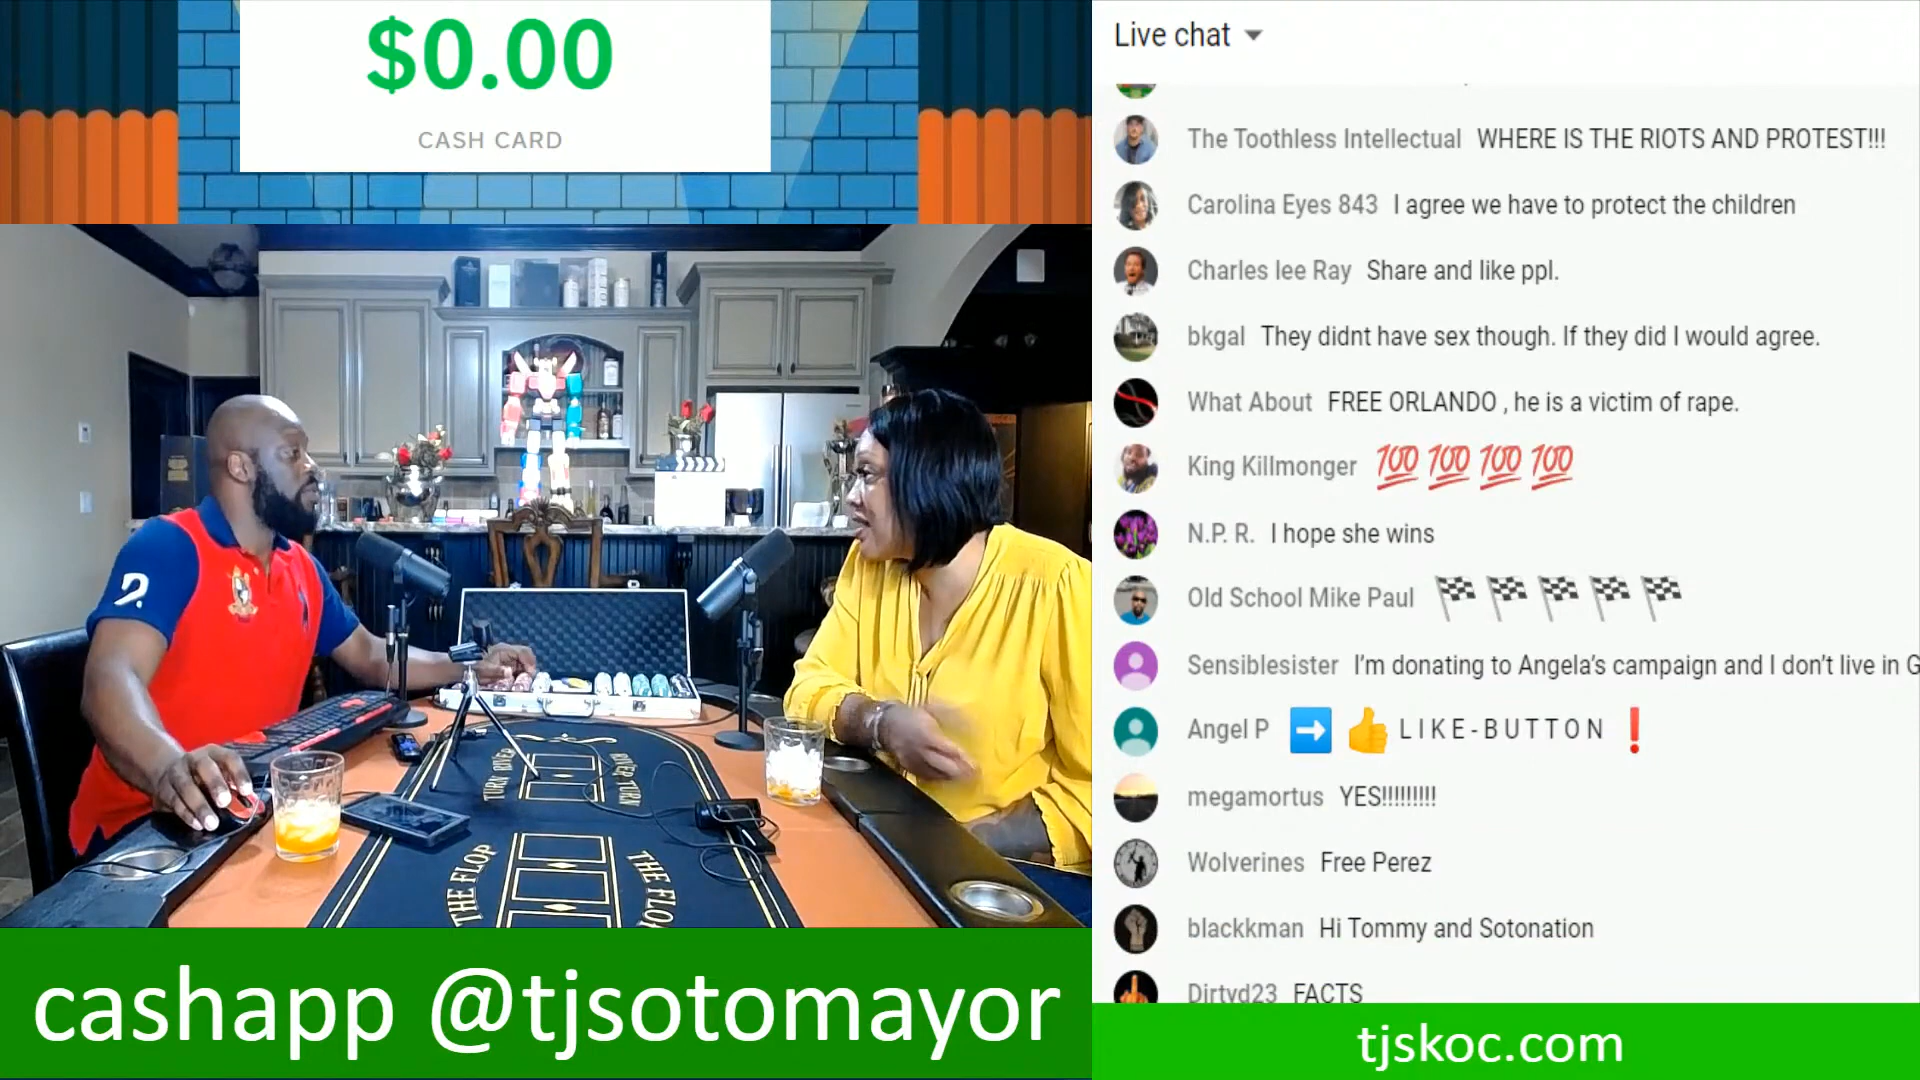 $0.00
CASH CARD
TURN RIVER
RIVER TURN
THE FLOP
THE FLOP
2
cashapp @tjsotomayor
Live chat
The Toothless Intellectual WHERE IS THE RIOTS AND PROTEST!!!
Carolina Eyes 843 I agree we have to protect the children
Charles lee Ray Share and like ppl.
bkgal They didnt have sex though. If they did I would agree.
What About FREE ORLANDO , he is a victim of rape.
King Killmonger 💯 💯 💯 💯
N.P. R. I hope she wins
Old School Mike Paul 🏁 🏁 🏁 🏁 🏁
Sensiblesister I'm donating to Angela's campaign and I don't live in G
Angel P ➡️ 👍 L I K E - B U T T O N ❗
megamortus YES!!!!!!!!!
Wolverines Free Perez
blackkman Hi Tommy and Sotonation
Dirtyd23 FACTS
tjskoc.com